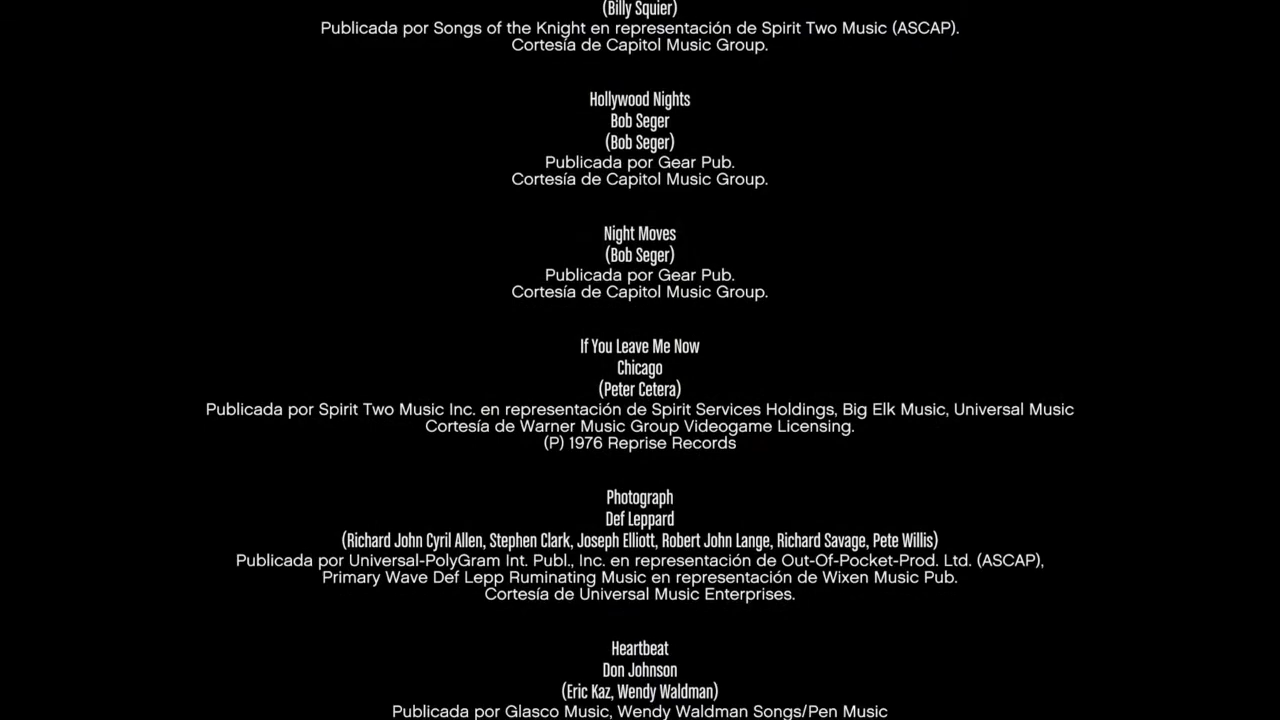 (Billy Squier)
Publicada por Songs of the Knight en representación de Spirit Two Music (ASCAP).
Cortesía de Capitol Music Group.
Hollywood Nights
Bob Seger
(Bob Seger)
Publicada por Gear Pub.
Cortesía de Capitol Music Group.
Night Moves
(Bob Seger)
Publicada por Gear Pub.
Cortesía de Capitol Music Group.
If You Leave Me Now
Chicago
(Peter Cetera)
Publicada por Spirit Two Music Inc. en representación de Spirit Services Holdings, Big Elk Music, Universal Music
Cortesía de Warner Music Group Videogame Licensing.
(P) 1976 Reprise Records
Photograph
Def Leppard
(Richard John Cyril Allen, Stephen Clark, Joseph Elliott, Robert John Lange, Richard Savage, Pete Willis)
Publicada por Universal-PolyGram Int. Publ., Inc. en representación de Out-Of-Pocket-Prod. Ltd. (ASCAP),
Primary Wave Def Lepp Ruminating Music en representación de Wixen Music Pub.
Cortesía de Universal Music Enterprises.
Heartbeat
Don Johnson
(Eric Kaz, Wendy Waldman)
Publicada por Glasco Music, Wendy Waldman Songs/Pen Music